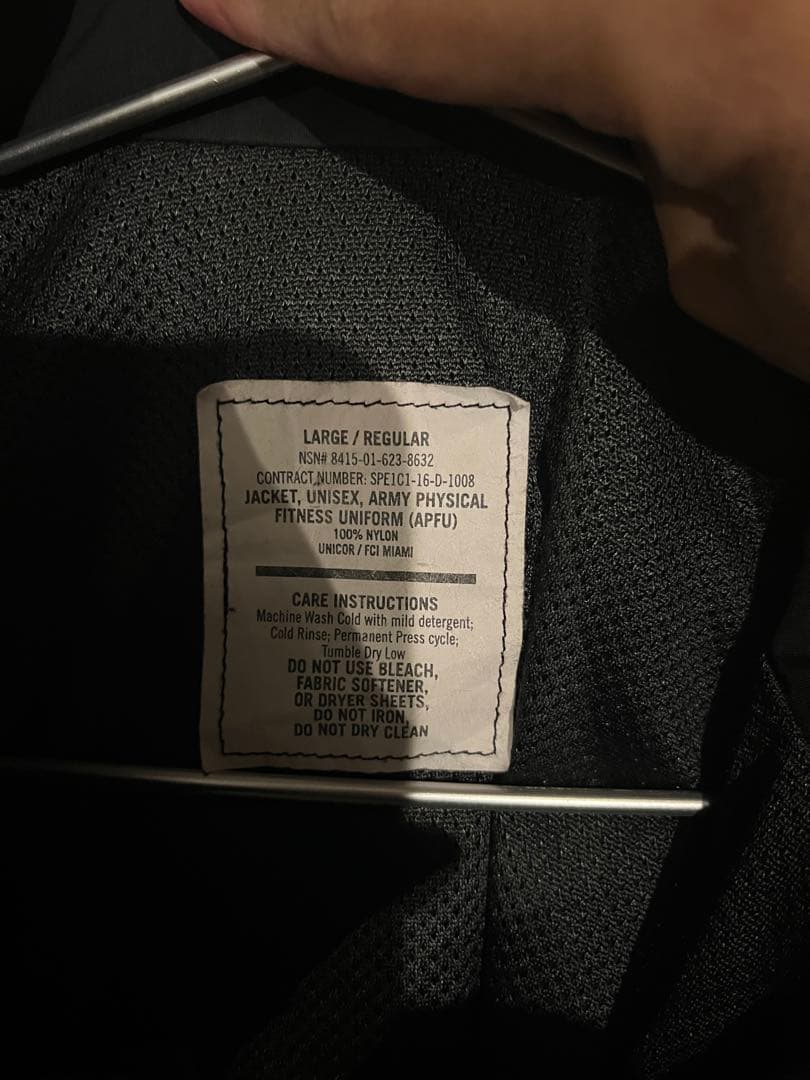 LARGE / REGULAR
NSN# 8415-01-623-8632
CONTRACT NUMBER: SPE1C1-16-D-1008
JACKET, UNISEX, ARMY PHYSICAL
FITNESS UNIFORM (APFU)
100% NYLON
UNICOR / FCI MIAMI
CARE INSTRUCTIONS
Machine Wash Cold with mild detergent;
Cold Rinse; Permanent Press cycle;
Tumble Dry Low
DO NOT USE BLEACH,
FABRIC SOFTENER,
OR DRYER SHEETS,
DO NOT IRON,
DO NOT DRY CLEAN